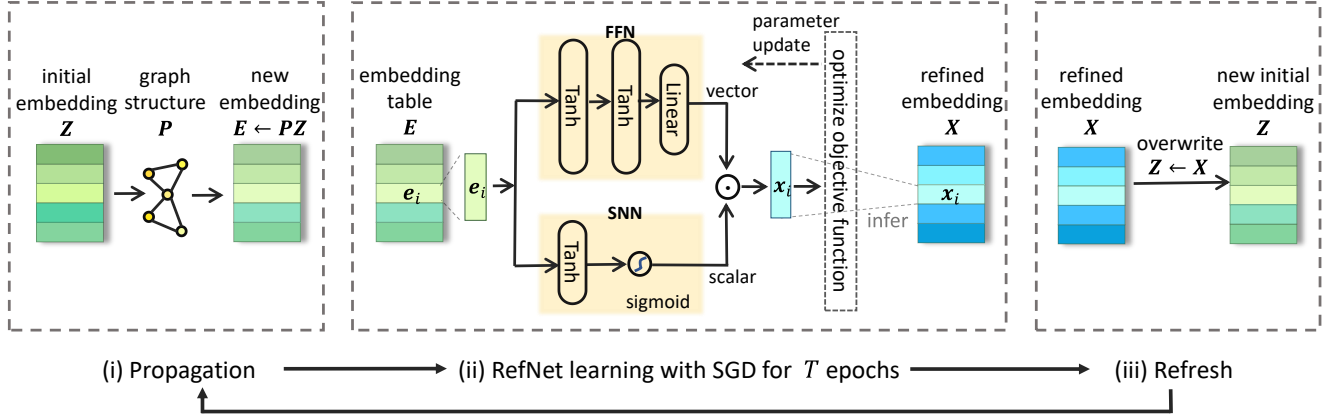 initial
embedding
Z
graph
structure
P
new
embedding
E ← PZ
embedding
table
E
e_i
e_i
FFN
Tanh
Tanh
Linear
vector
SNN
Tanh
sigmoid
scalar
⊙
x_i
parameter
update
optimize objective function
infer
refined
embedding
X
x_i
refined
embedding
X
overwrite
Z ← X
new initial
embedding
Z
(i) Propagation
(ii) RefNet learning with SGD for T epochs
(iii) Refresh